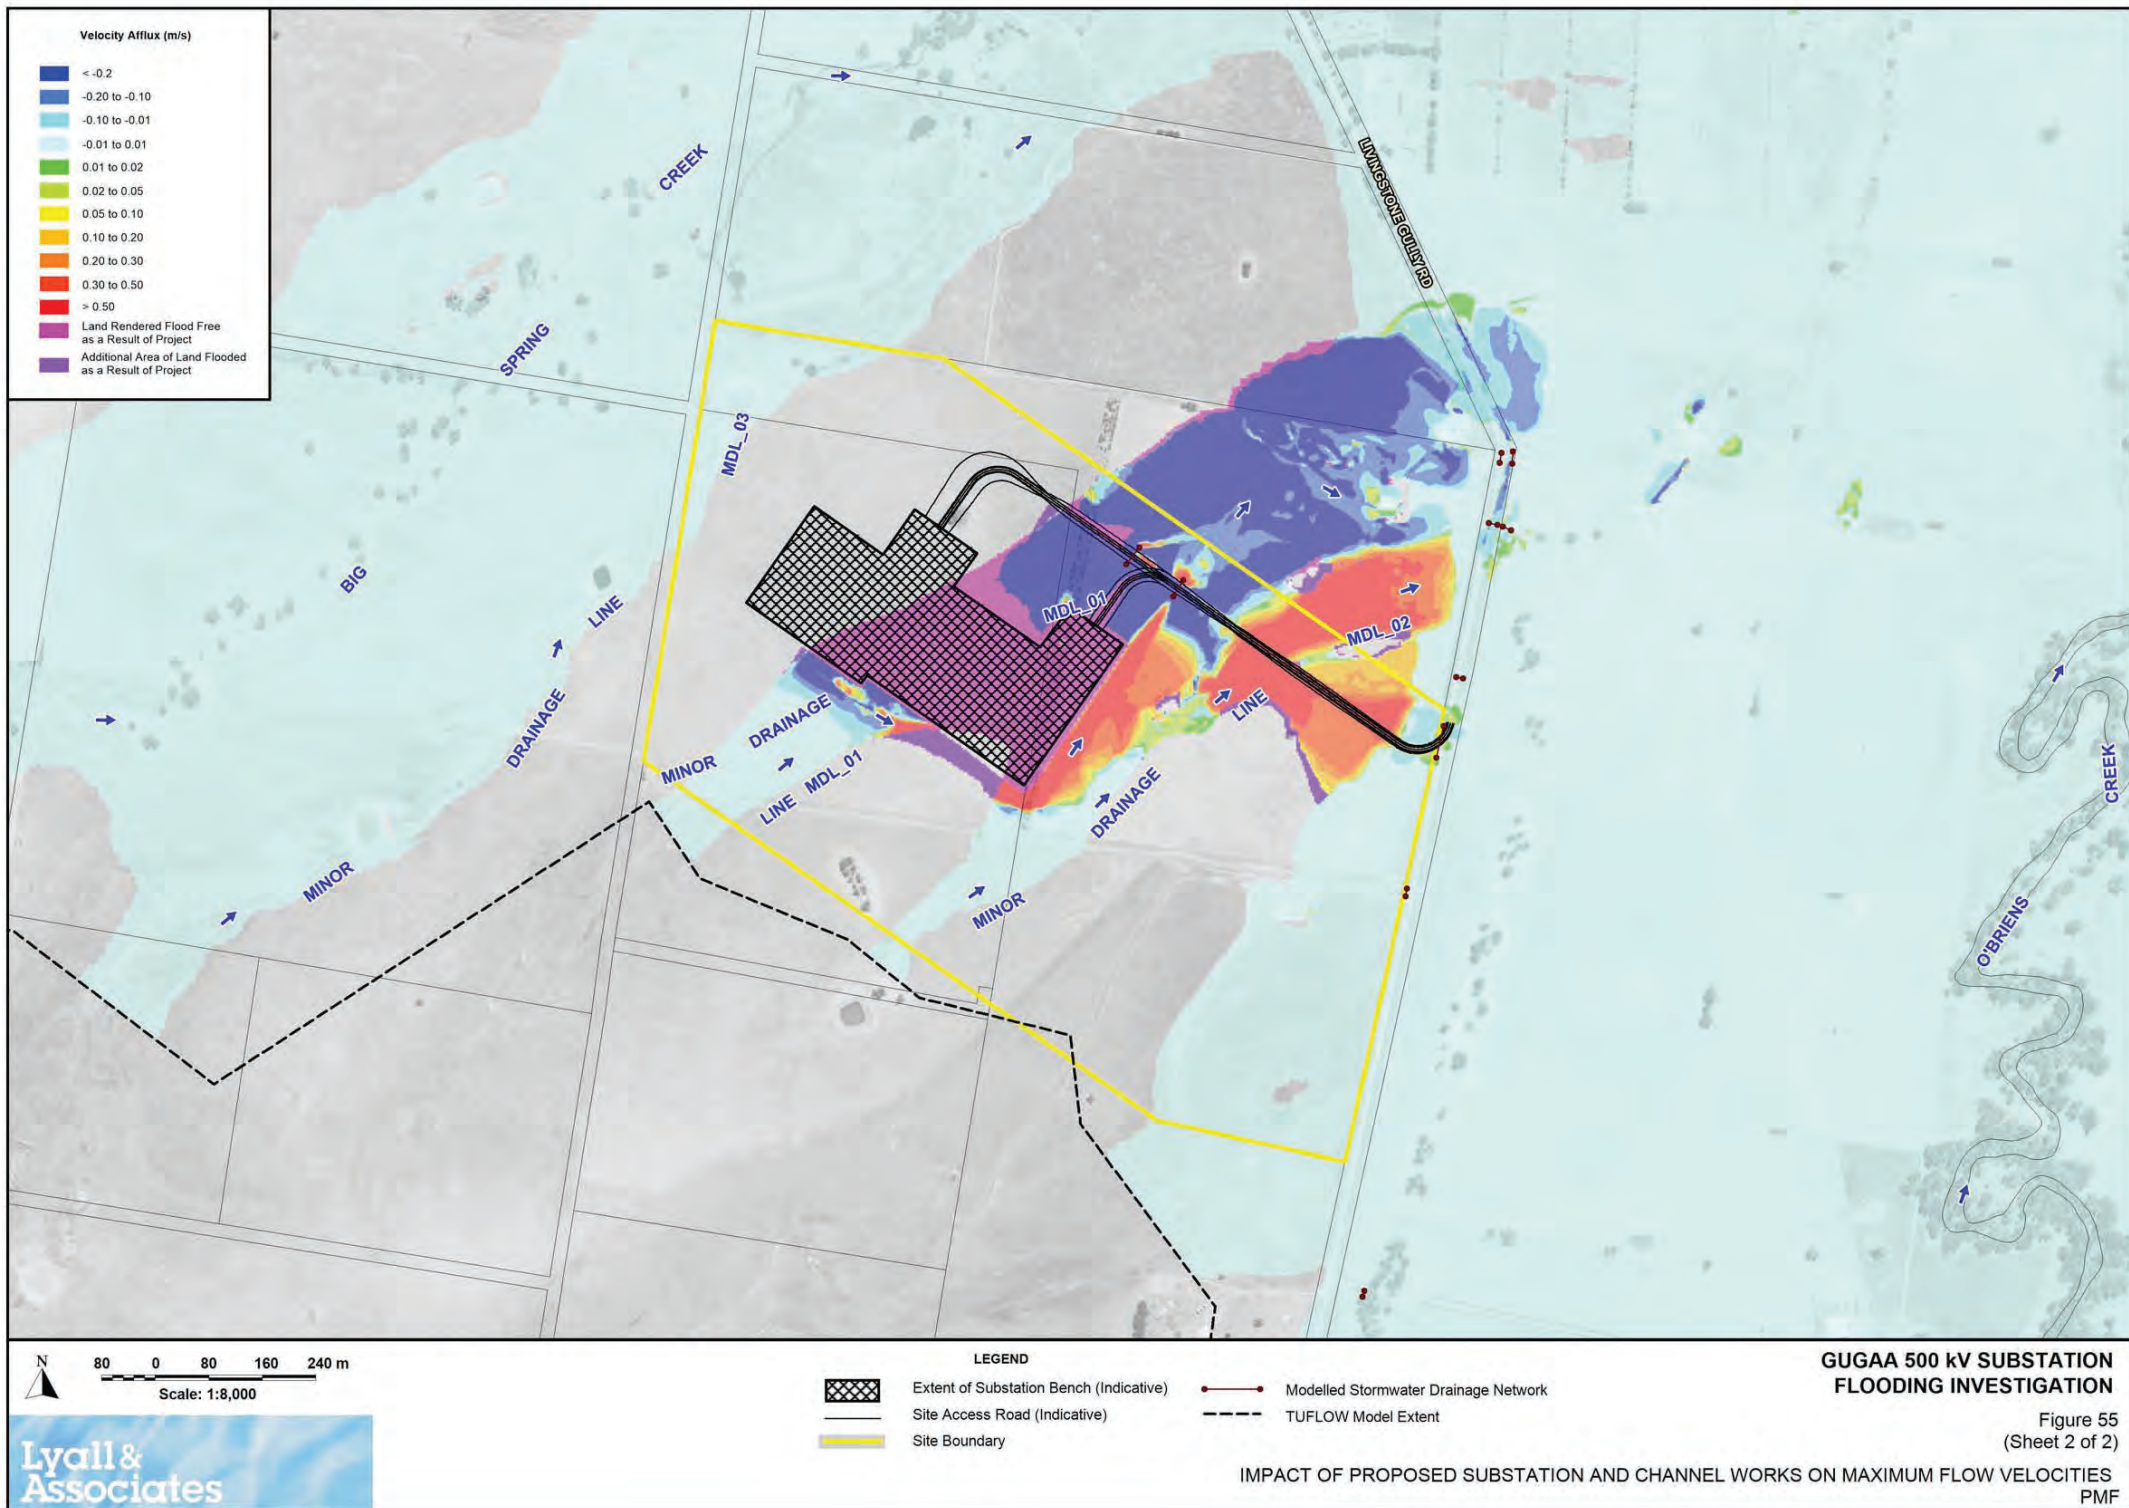 Velocity Afflux (m/s)
< -0.2
-0.20 to -0.10
-0.10 to -0.01
-0.01 to 0.01
0.01 to 0.02
0.02 to 0.05
0.05 to 0.10
0.10 to 0.20
0.20 to 0.30
0.30 to 0.50
> 0.50
Land Rendered Flood Free
as a Result of Project
Additional Area of Land Flooded
as a Result of Project
BIG
SPRING
CREEK
LIVINGSTONE GULLY RD
MDL_03
MINOR
DRAINAGE
LINE
MINOR
DRAINAGE
LINE MDL_01
MDL_01
MINOR
DRAINAGE
LINE
MDL_02
O'BRIENS
CREEK
N
80 0 80 160 240 m
Scale: 1:8,000
Lyall &
Associates
LEGEND
Extent of Substation Bench (Indicative)
Site Access Road (Indicative)
Site Boundary
Modelled Stormwater Drainage Network
TUFLOW Model Extent
GUGAA 500 kV SUBSTATION
FLOODING INVESTIGATION
Figure 55
(Sheet 2 of 2)
IMPACT OF PROPOSED SUBSTATION AND CHANNEL WORKS ON MAXIMUM FLOW VELOCITIES
PMF